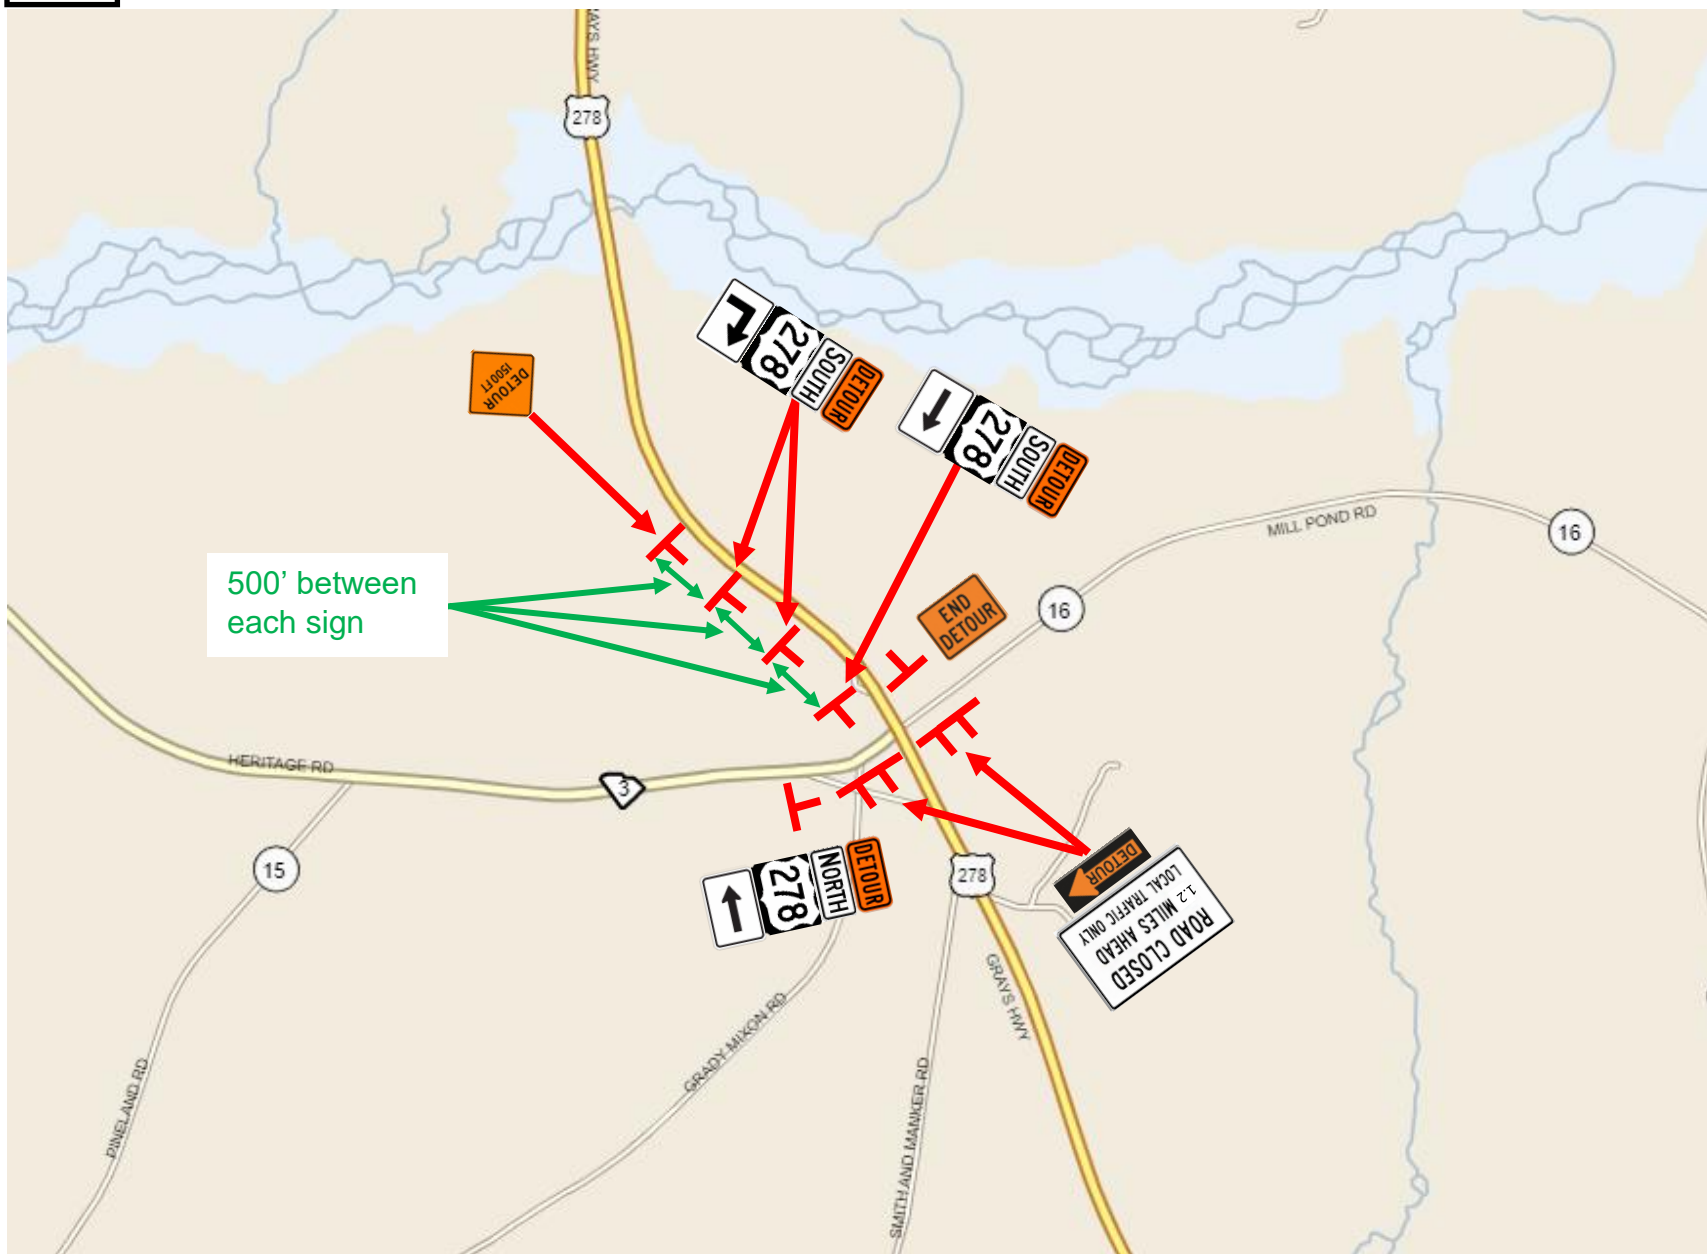 AYS HWY
278
DETOUR
1500 FT
278
SOUTH
DETOUR
278
SOUTH
DETOUR
MILL POND RD
16
16
500' between
each sign
END
DETOUR
HERITAGE RD
3
15
278
DETOUR
NORTH
278
DETOUR
ROAD CLOSED
1.2 MILES AHEAD
LOCAL TRAFFIC ONLY
GRAYS HWY
GRADY MIXON RD
PINELAND RD
SMITH AND MANKER RD